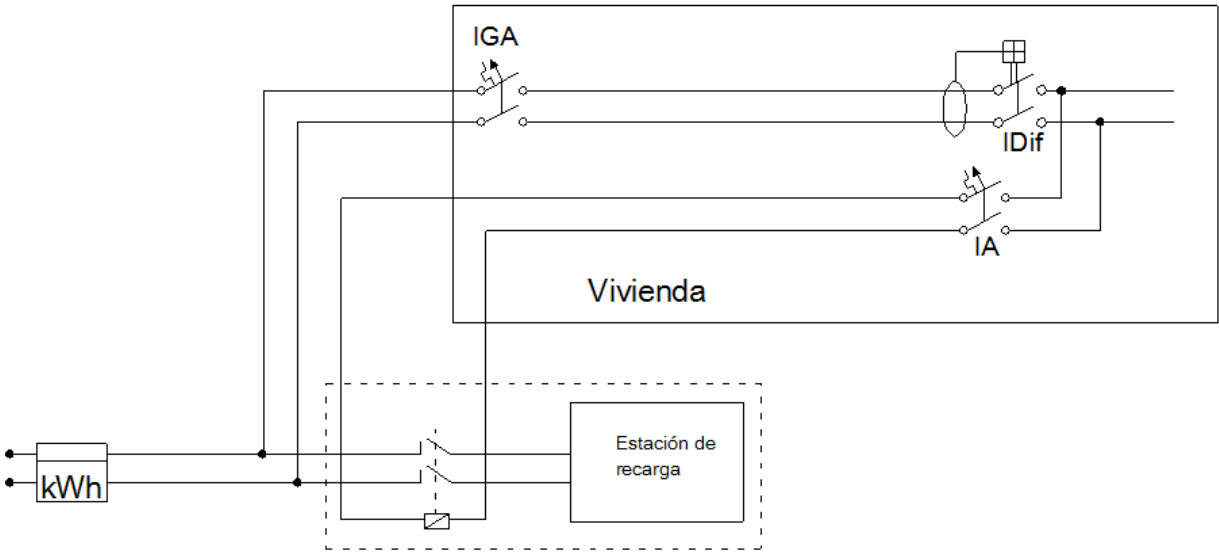 IGA
IDif
IA
Vivienda
Estación de
recarga
kWh